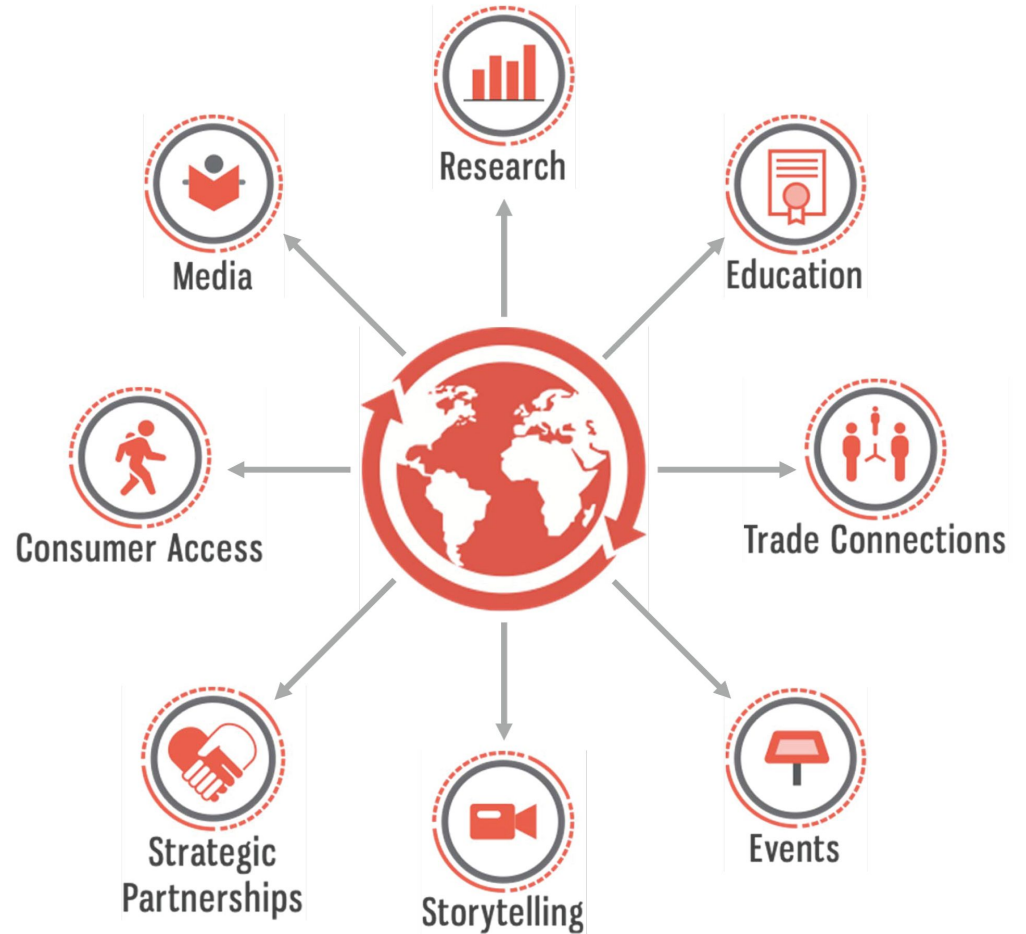 Research
Media
Education
Consumer Access
Trade Connections
Strategic
Partnerships
Events
Storytelling